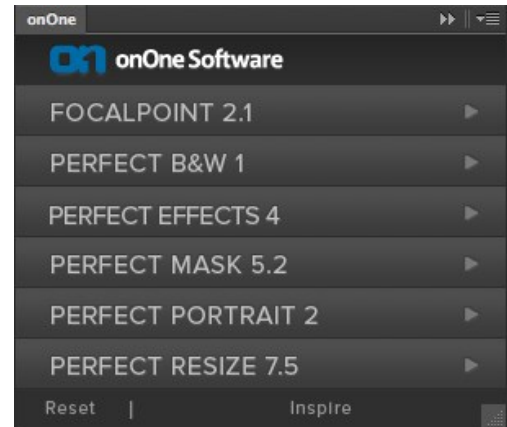 onOne
on1 onOne Software
FOCALPOINT 2.1
PERFECT B&W 1
PERFECT EFFECTS 4
PERFECT MASK 5.2
PERFECT PORTRAIT 2
PERFECT RESIZE 7.5
Reset | Inspire